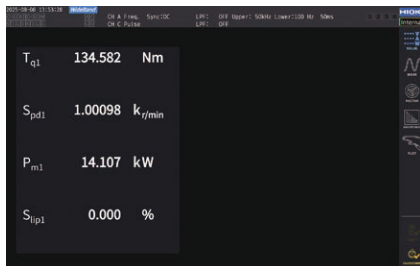 2025-08-08 13:53:38 WideBand CH A Freq. Sync:DC LPF: OFF Upper: 50kHz Lower:100 Hz 50ms HIOKI
CH C Pulse LPF: OFF
Tq1 134.582 Nm
Spd1 1.00098 kr/min
Pm1 14.107 kW
Slip1 0.000 %